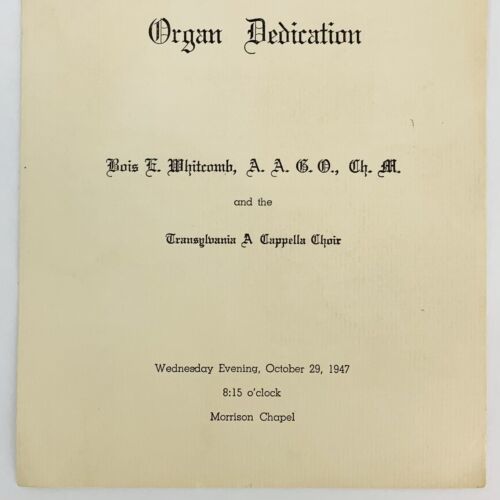 Organ Dedication
Bois E. Whitcomb, A. A. G. O., Ch. M.
and the
Transylvania A Cappella Choir
Wednesday Evening, October 29, 1947
8:15 o'clock
Morrison Chapel